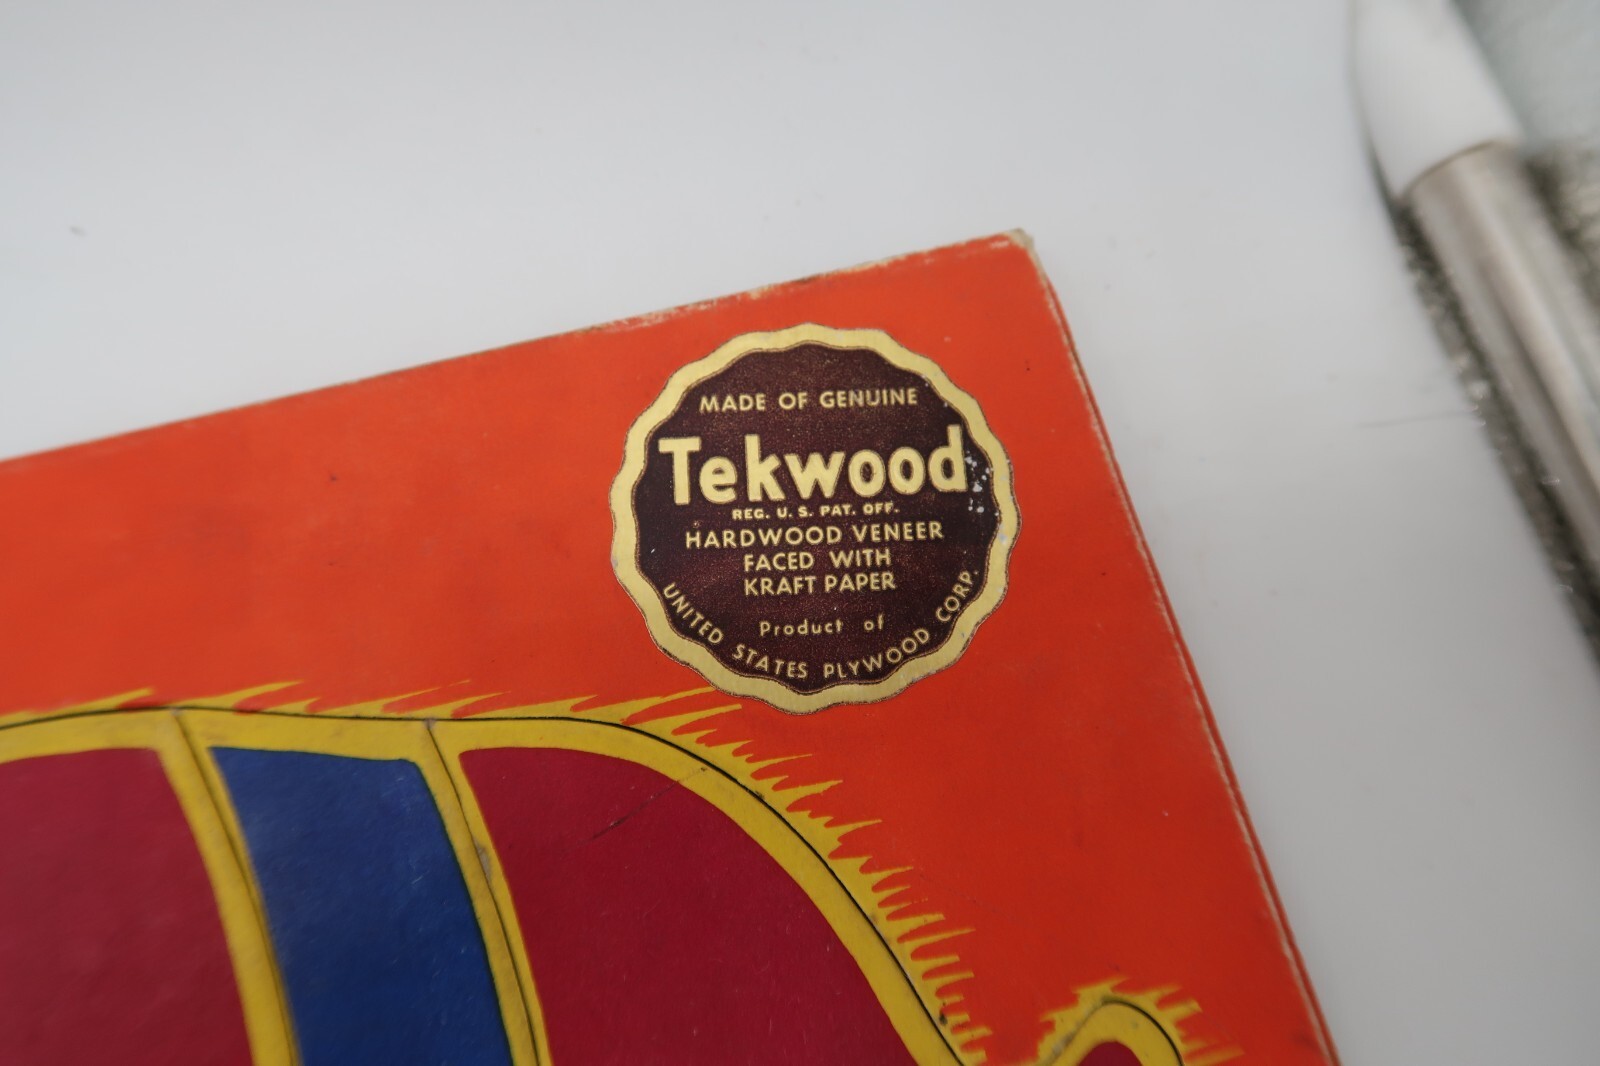 MADE OF GENUINE
Tekwood
REG. U. S. PAT. OFF.
HARDWOOD VENEER
FACED WITH
KRAFT PAPER
Product of
UNITED STATES PLYWOOD CORP.